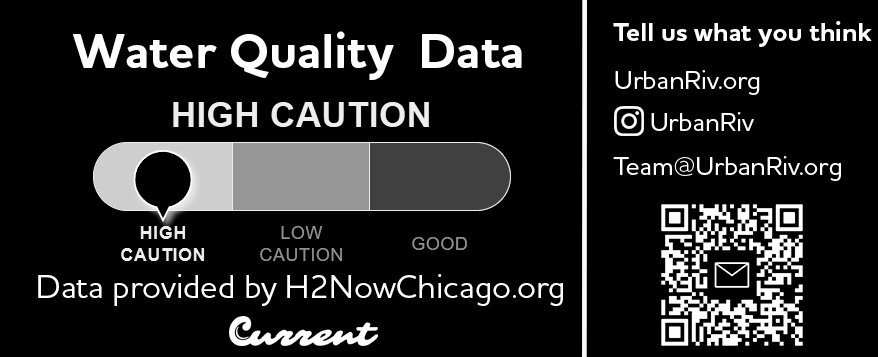 Water Quality Data
HIGH CAUTION
HIGH
CAUTION
LOW
CAUTION
GOOD
Data provided by H2NowChicago.org
Current
Tell us what you think
UrbanRiv.org
UrbanRiv
Team@UrbanRiv.org